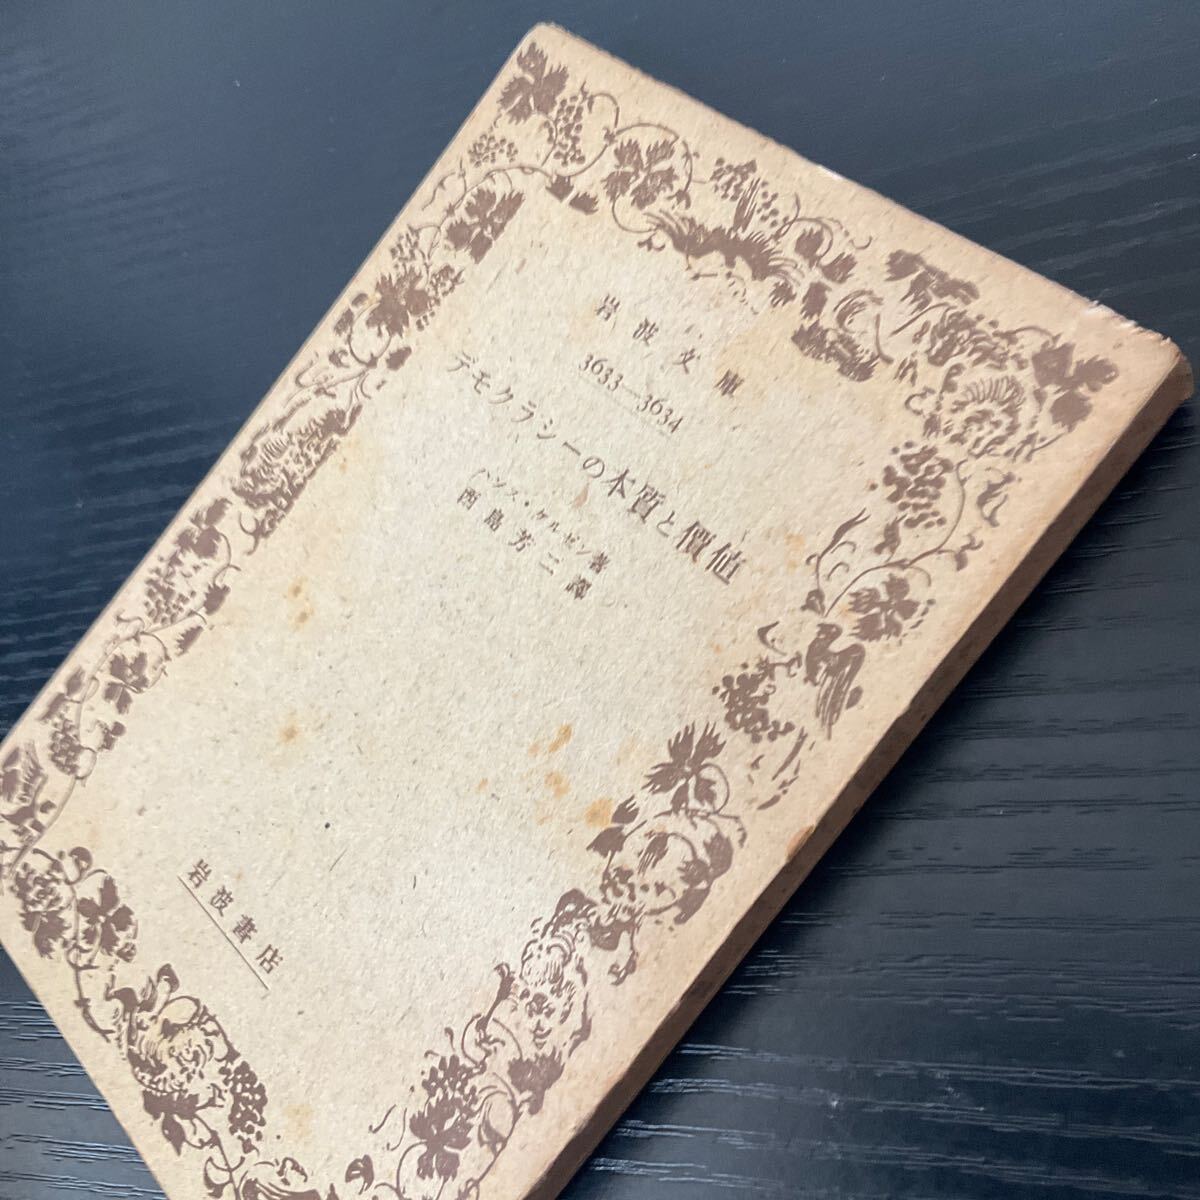 岩波文庫
3633—3634
デモクラシーの本質と價値
ハンス・ケルゼン著
西島芳二譯
岩波書店